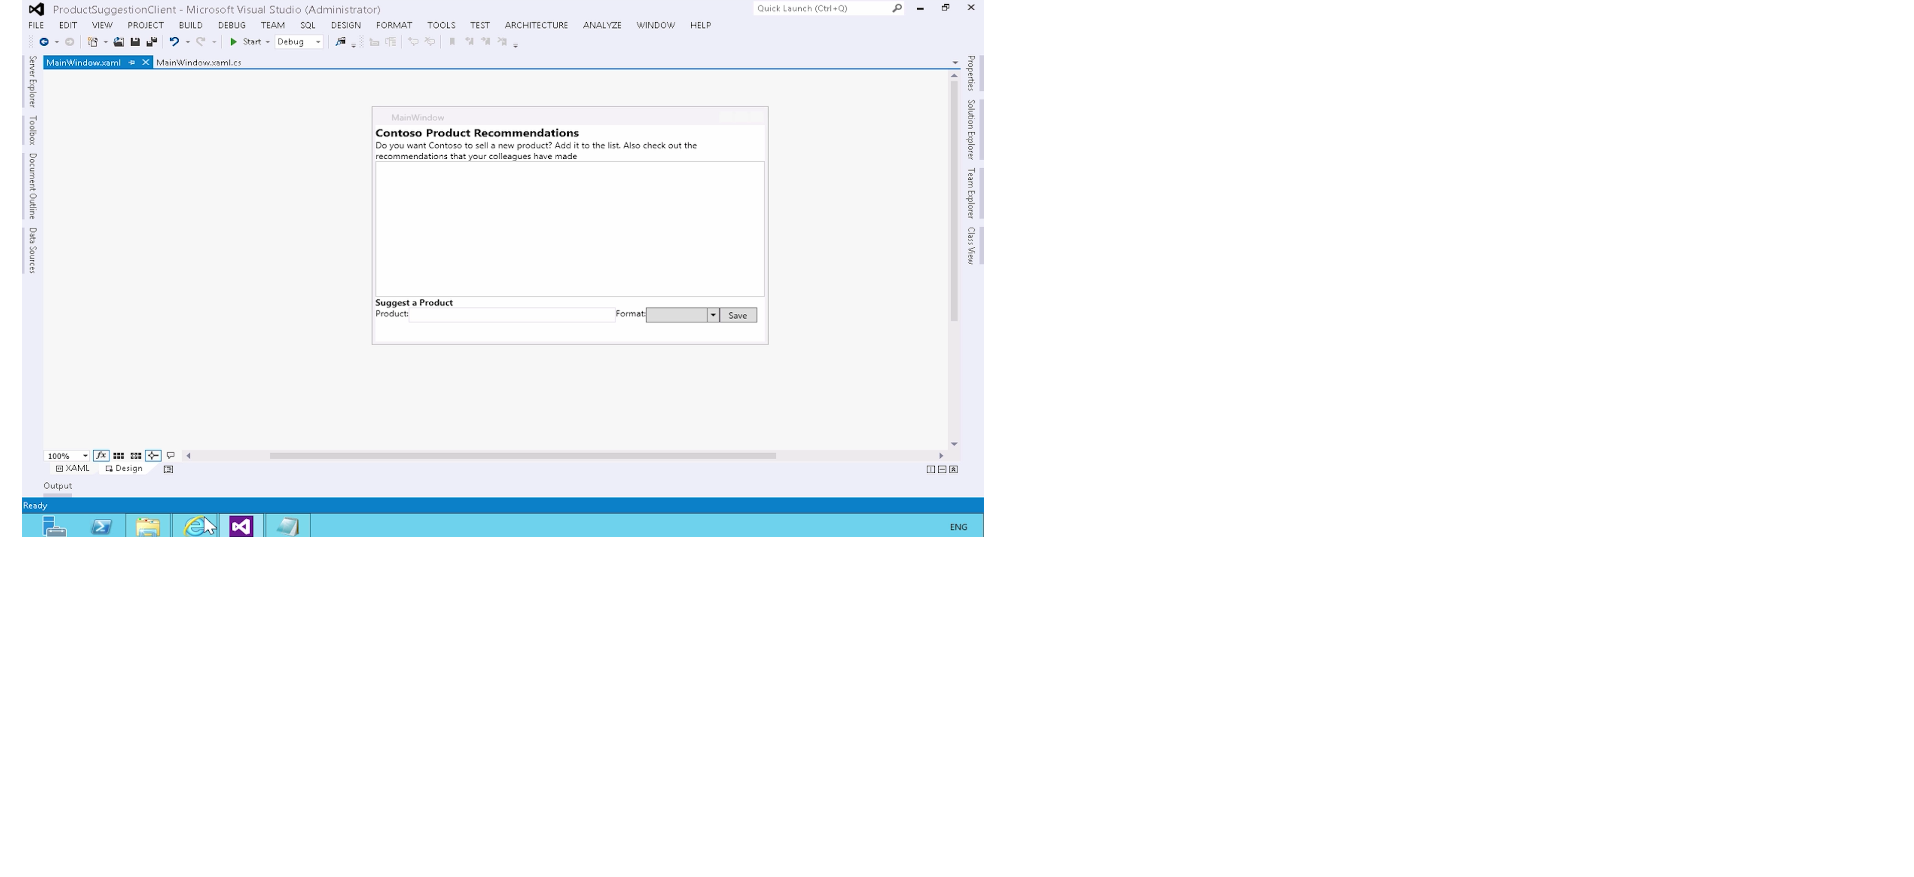 ProductSuggestionClient - Microsoft Visual Studio (Administrator)
Quick Launch (Ctrl+Q)
FILE EDIT VIEW PROJECT BUILD DEBUG TEAM SQL DESIGN FORMAT TOOLS TEST ARCHITECTURE ANALYZE WINDOW HELP
Start Debug
MainWindow.xaml MainWindow.xaml.cs
Server Explorer
Toolbox
Document Outline
Data Sources
MainWindow
Contoso Product Recommendations
Do you want Contoso to sell a new product? Add it to the list. Also check out the
recommendations that your colleagues have made
Suggest a Product
Product: Format: Save
Properties
Solution Explorer
Team Explorer
Class View
100% fx
XAML Design
Output
Ready
ENG